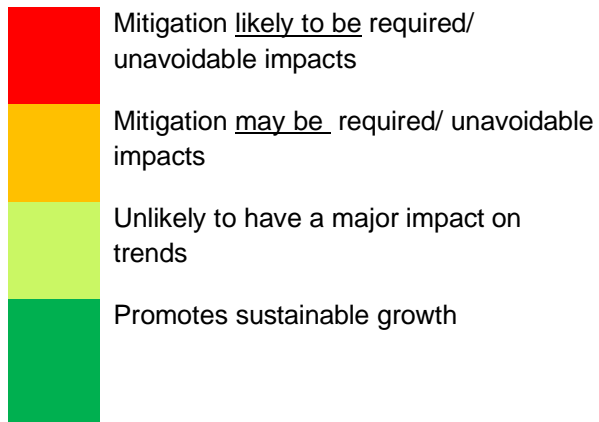 Mitigation likely to be required/
unavoidable impacts
Mitigation may be  required/ unavoidable
impacts
Unlikely to have a major impact on
trends
Promotes sustainable growth